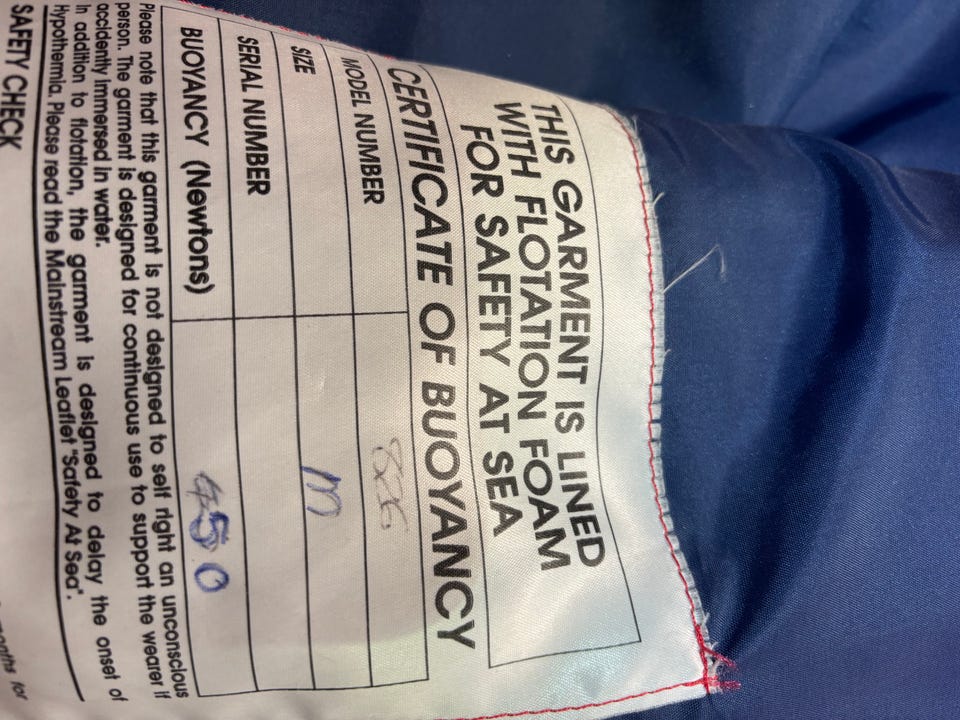 THIS GARMENT IS LINED
WITH FLOTATION FOAM
FOR SAFETY AT SEA
CERTIFICATE OF BUOYANCY
MODEL NUMBER
SIZE M
SERIAL NUMBER
BUOYANCY (Newtons) 50
Please note that this garment is not designed to self right an unconscious
person. The garment is designed for continuous use to support the wearer if
accidently immersed in water.
In addition to flotation, the garment is designed to delay the onset of
Hypothermia. Please read the Mainstream Leaflet "Safety At Sea".
SAFETY CHECK
months for